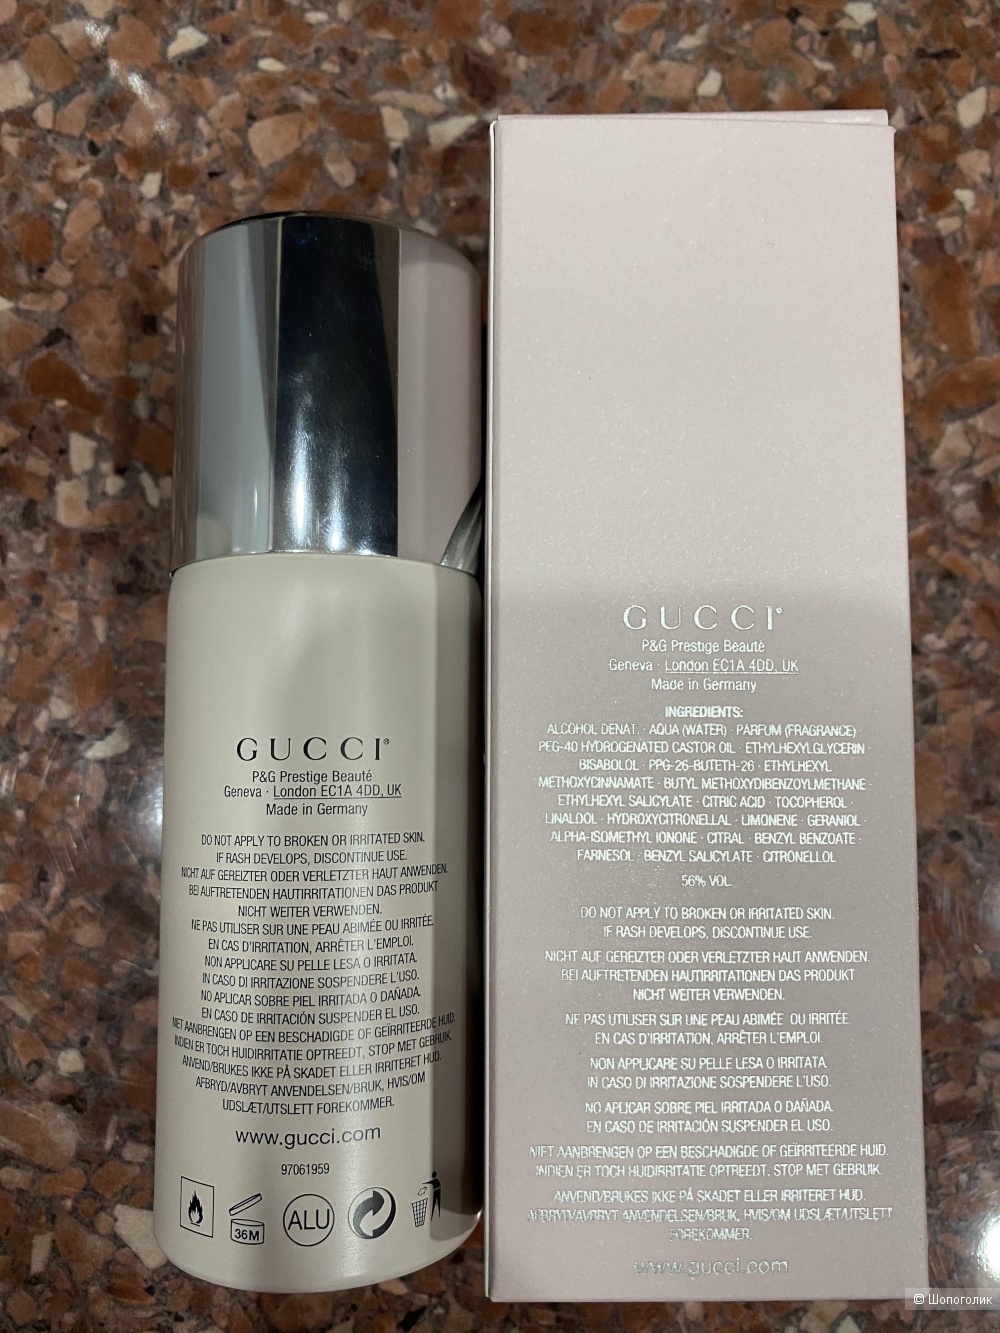 GUCCI®
P&G Prestige Beauté
Geneva · London EC1A 4DD, UK
Made in Germany
DO NOT APPLY TO BROKEN OR IRRITATED SKIN.
IF RASH DEVELOPS, DISCONTINUE USE.
NICHT AUF GEREIZTER ODER VERLETZTER HAUT ANWENDEN.
BEI AUFTRETENDEN HAUTIRRITATIONEN DAS PRODUKT
NICHT WEITER VERWENDEN.
NE PAS UTILISER SUR UNE PEAU ABIMÉE OU IRRITÉE.
EN CAS D'IRRITATION, ARRÊTER L'EMPLOI.
NON APPLICARE SU PELLE LESA O IRRITATA.
IN CASO DI IRRITAZIONE SOSPENDERE L'USO.
NO APLICAR SOBRE PIEL IRRITADA O DAÑADA.
EN CASO DE IRRITACIÓN SUSPENDER EL USO.
NIET AANBRENGEN OP EEN BESCHADIGDE OF GEÏRRITEERDE HUID.
INDIEN ER TOCH HUIDIRRITATIE OPTREEDT, STOP MET GEBRUIK.
ANVEND/BRUKES IKKE PÅ SKADET ELLER IRRITERET HUD.
AFBRYD/AVBRYT ANVENDELSEN/BRUK, HVIS/OM
UDSLÆT/UTSLETT FOREKOMMER.
www.gucci.com
97061959
36M
ALU
GUCCI®
P&G Prestige Beauté
Geneva · London EC1A 4DD, UK
Made in Germany
INGREDIENTS:
ALCOHOL DENAT. · AQUA (WATER) · PARFUM (FRAGRANCE) ·
PEG-40 HYDROGENATED CASTOR OIL · ETHYLHEXYLGLYCERIN ·
BISABOLOL · PPG-26-BUTETH-26 · ETHYLHEXYL
METHOXYCINNAMATE · BUTYL METHOXYDIBENZOYLMETHANE ·
ETHYLHEXYL SALICYLATE · CITRIC ACID · TOCOPHEROL ·
LINALOOL · HYDROXYCITRONELLAL · LIMONENE · GERANIOL ·
ALPHA-ISOMETHYL IONONE · CITRAL · BENZYL BENZOATE ·
FARNESOL · BENZYL SALICYLATE · CITRONELLOL
56% VOL.
DO NOT APPLY TO BROKEN OR IRRITATED SKIN.
IF RASH DEVELOPS, DISCONTINUE USE.
NICHT AUF GEREIZTER ODER VERLETZTER HAUT ANWENDEN.
BEI AUFTRETENDEN HAUTIRRITATIONEN DAS PRODUKT
NICHT WEITER VERWENDEN.
NE PAS UTILISER SUR UNE PEAU ABIMÉE OU IRRITÉE.
EN CAS D'IRRITATION, ARRÊTER L'EMPLOI.
NON APPLICARE SU PELLE LESA O IRRITATA.
IN CASO DI IRRITAZIONE SOSPENDERE L'USO.
NO APLICAR SOBRE PIEL IRRITADA O DAÑADA.
EN CASO DE IRRITACIÓN SUSPENDER EL USO.
NIET AANBRENGEN OP EEN BESCHADIGDE OF GEÏRRITEERDE HUID.
INDIEN ER TOCH HUIDIRRITATIE OPTREEDT, STOP MET GEBRUIK.
ANVEND/BRUKES IKKE PÅ SKADET ELLER IRRITERET HUD.
AFBRYD/AVBRYT ANVENDELSEN/BRUK, HVIS/OM UDSLÆT/UTSLETT
FOREKOMMER.
www.gucci.com
© Шопоголик